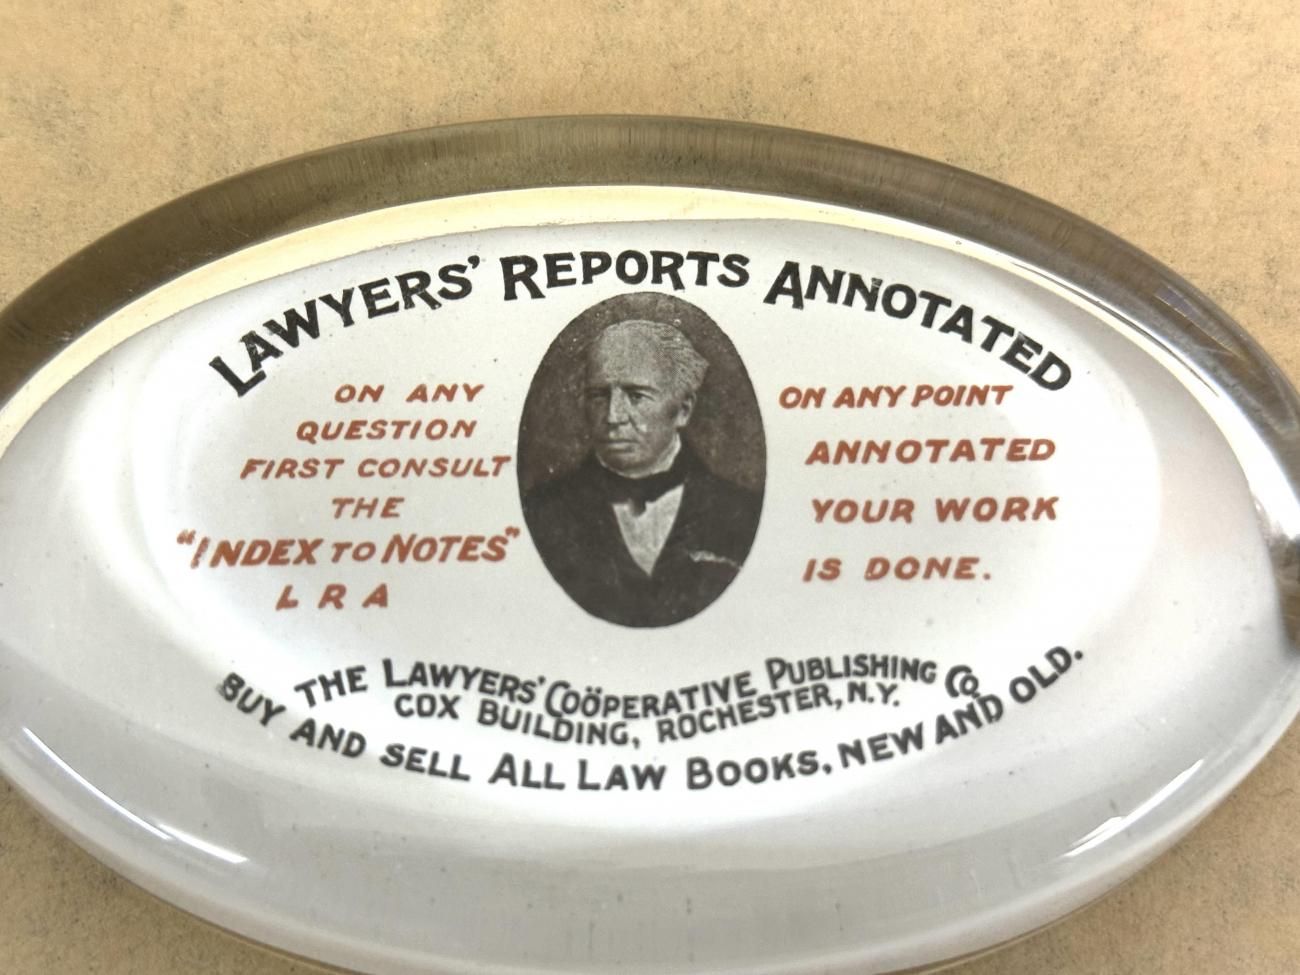 LAWYERS' REPORTS ANNOTATED
ON ANY
QUESTION
FIRST CONSULT
THE
"INDEX TO NOTES"
L R A
ON ANY POINT
ANNOTATED
YOUR WORK
IS DONE.
THE LAWYERS' COÖPERATIVE PUBLISHING CO
COX BUILDING, ROCHESTER, N.Y.
BUY AND SELL ALL LAW BOOKS, NEW AND OLD.